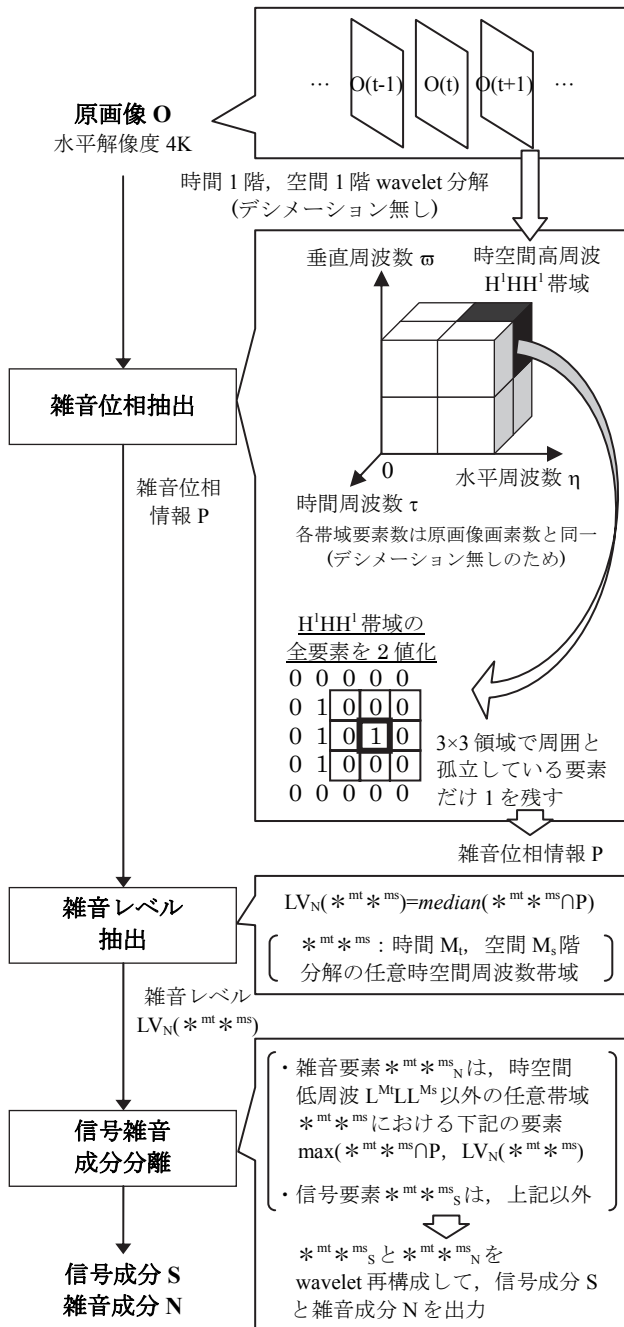 … O(t-1) O(t) O(t+1) …
原画像 O
水平解像度 4K
時間 1 階，空間 1 階 wavelet 分解
(デシメーション無し)
垂直周波数 ϖ
時空間高周波
H¹HH¹ 帯域
雑音位相抽出
0
水平周波数 η
時間周波数 τ
各帯域要素数は原画像画素数と同一
(デシメーション無しのため)
雑音位相
情報 P
H¹HH¹ 帯域の
全要素を 2 値化
0 0 0 0 0
0 1 0 0 0
0 1 0 1 0
0 1 0 0 0
0 0 0 0 0
3×3 領域で周囲と
孤立している要素
だけ 1 を残す
雑音位相情報 P
雑音レベル
抽出
LV_N(＊^mt＊^ms)=median(＊^mt＊^ms∩P)
＊^mt＊^ms : 時間 M_t, 空間 M_s 階
分解の任意時空間周波数帯域
雑音レベル
LV_N(＊^mt＊^ms)
信号雑音
成分分離
・雑音要素＊^mt＊^ms_N は，時空間
低周波 L^MtLL^Ms 以外の任意帯域
＊^mt＊^ms における下記の要素
max(＊^mt＊^ms∩P，LV_N(＊^mt＊^ms)
・信号要素＊^mt＊^ms_S は，上記以外
＊^mt＊^ms_S と＊^mt＊^ms_N を
wavelet 再構成して，信号成分 S
と雑音成分 N を出力
信号成分 S
雑音成分 N